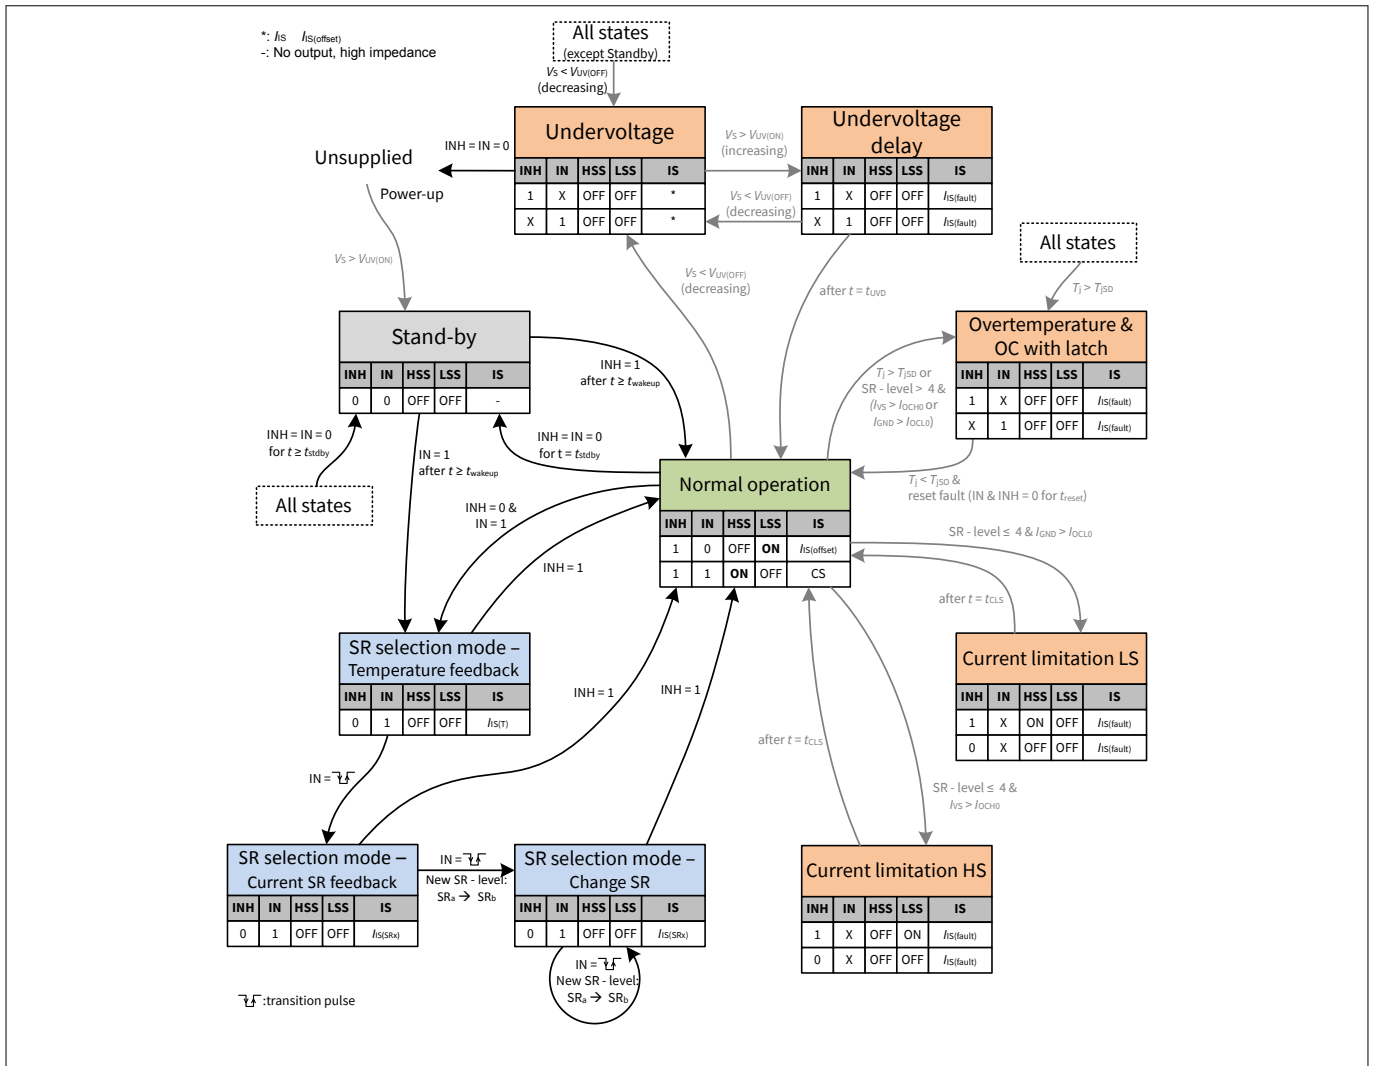 *: IIS    IIS(offset)
-: No output, high impedance
All states
(except Standby)
VS < VUV(OFF)
(decreasing)
Undervoltage
INH IN HSS LSS IS
1 X OFF OFF *
X 1 OFF OFF *
VS > VUV(ON)
(increasing)
VS < VUV(OFF)
(decreasing)
Undervoltage
delay
INH IN HSS LSS IS
1 X OFF OFF IIS(fault)
X 1 OFF OFF IIS(fault)
INH = IN = 0
Unsupplied
Power-up
VS > VUV(ON)
VS < VUV(OFF)
(decreasing)
after t = tUVD
All states
Tj > TjSD
Stand-by
INH IN HSS LSS IS
0 0 OFF OFF -
INH = 1
after t ≥ twakeup
Overtemperature &
OC with latch
INH IN HSS LSS IS
1 X OFF OFF IIS(fault)
X 1 OFF OFF IIS(fault)
Tj > TjSD or
SR - level > 4 &
(IVS > IOCH0 or
IGND > IOCL0)
INH = IN = 0
for t ≥ tstdby
All states
IN = 1
after t ≥ twakeup
INH = IN = 0
for t = tstdby
Normal operation
INH IN HSS LSS IS
1 0 OFF ON IIS(offset)
1 1 ON OFF CS
Tj < TjSO &
reset fault (IN & INH = 0 for treset)
INH = 0 &
IN = 1
INH = 1
SR - level ≤ 4 & IGND > IOCL0
after t = tCLS
SR selection mode –
Temperature feedback
INH IN HSS LSS IS
0 1 OFF OFF IIS(T)
Current limitation LS
INH IN HSS LSS IS
1 X ON OFF IIS(fault)
0 X OFF OFF IIS(fault)
INH = 1
INH = 1
after t = tCLS
IN =
SR - level ≤ 4 &
IVS > IOCH0
SR selection mode –
Current SR feedback
INH IN HSS LSS IS
0 1 OFF OFF IIS(SRx)
IN =
New SR - level:
SRa → SRb
SR selection mode –
Change SR
INH IN HSS LSS IS
0 1 OFF OFF IIS(SRx)
IN =
New SR - level:
SRa → SRb
Current limitation HS
INH IN HSS LSS IS
1 X OFF ON IIS(fault)
0 X OFF OFF IIS(fault)
:transition pulse